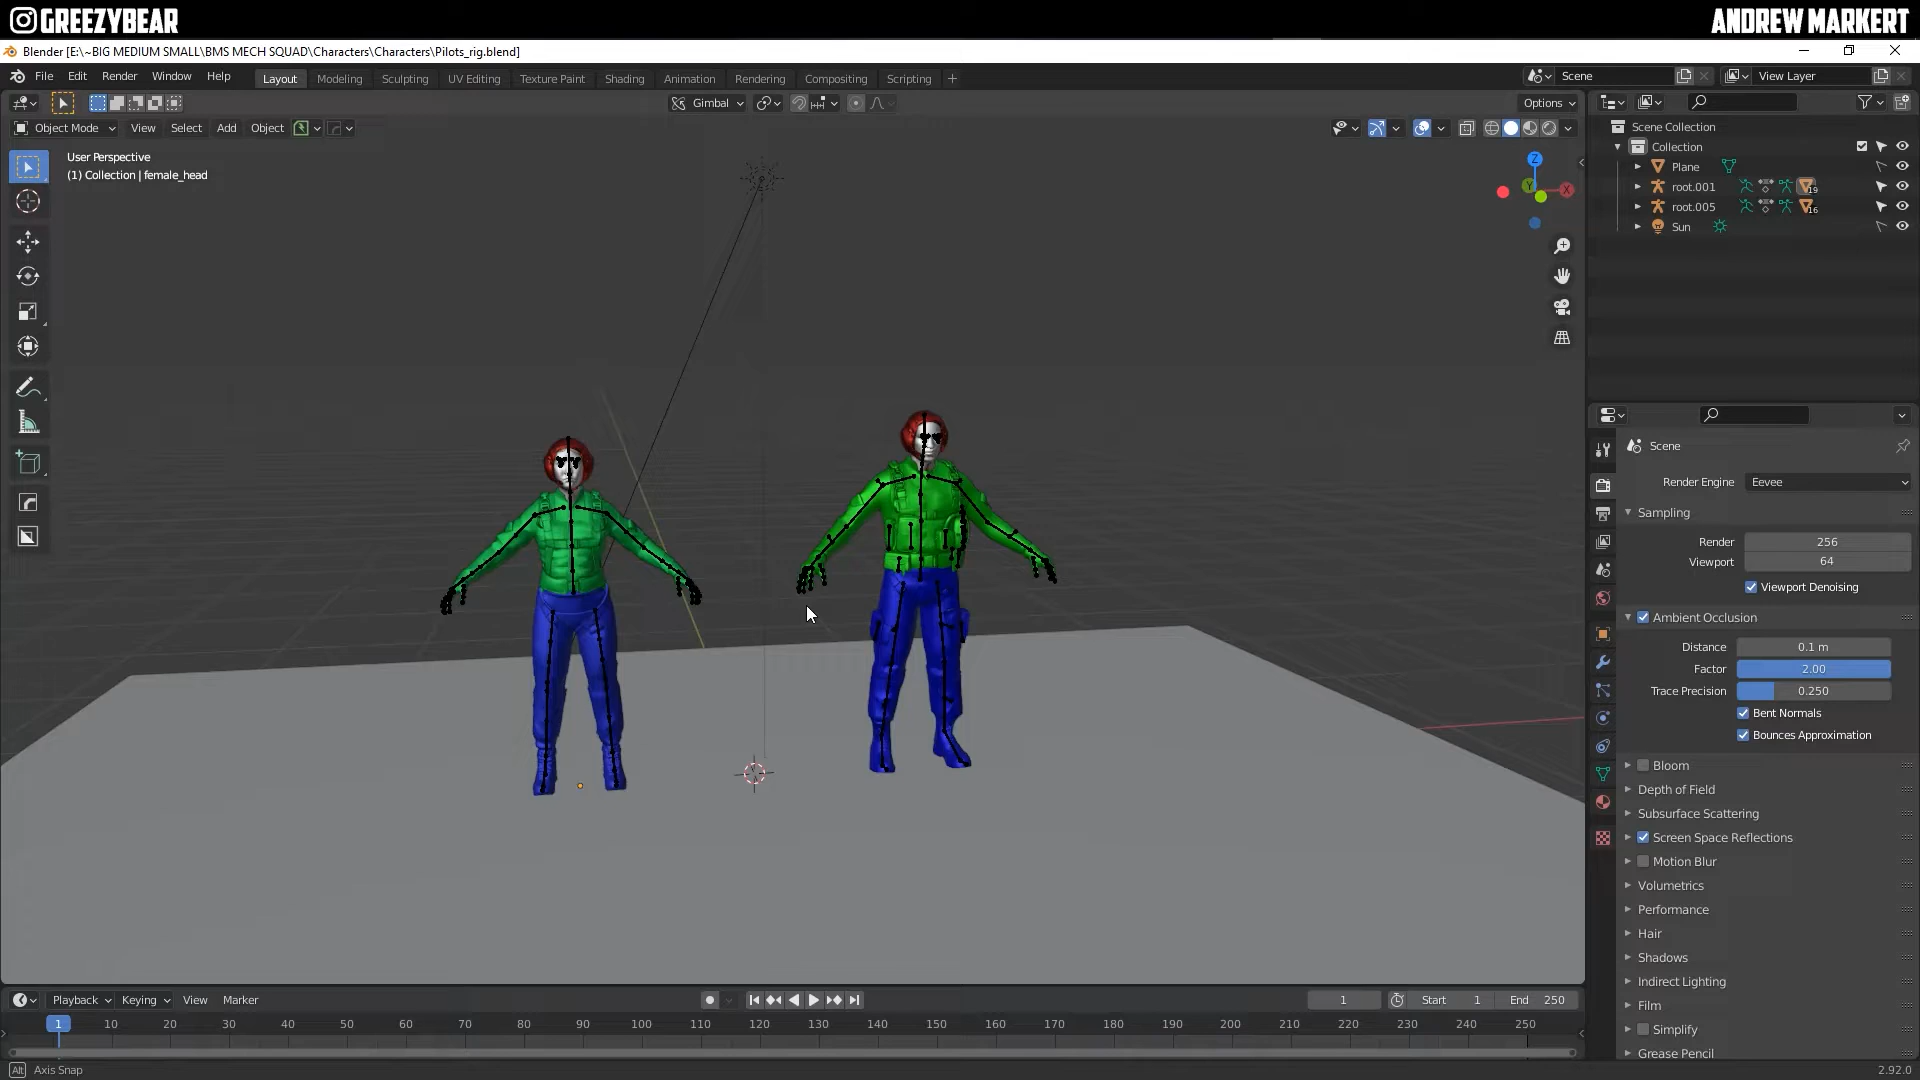 GREEZYBEAR
ANDREW MARKERT
Blender [E:\~BIG MEDIUM SMALL\BMS MECH SQUAD\Characters\Characters\Pilots_rig.blend]
File Edit Render Window Help
Layout Modeling Sculpting UV Editing Texture Paint Shading Animation Rendering Compositing Scripting +
Scene
View Layer
Gimbal
Options
Object Mode View Select Add Object
User Perspective
(1) Collection | female_head
Z
Y
X
Scene Collection
Collection
Plane
root.001
19
root.005
16
Sun
Scene
Render Engine Eevee
Sampling
Render 256
Viewport 64
Viewport Denoising
Ambient Occlusion
Distance 0.1 m
Factor 2.00
Trace Precision 0.250
Bent Normals
Bounces Approximation
Bloom
Depth of Field
Subsurface Scattering
Screen Space Reflections
Motion Blur
Volumetrics
Performance
Hair
Shadows
Indirect Lighting
Film
Simplify
Grease Pencil
Playback Keying View Marker
1
Start 1
End 250
1 10 20 30 40 50 60 70 80 90 100 110 120 130 140 150 160 170 180 190 200 210 220 230 240 250
Alt Axis Snap
2.92.0